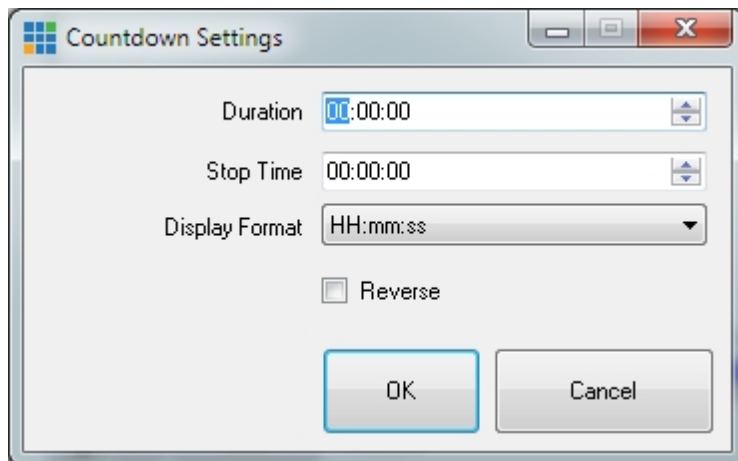 Countdown Settings
Duration 00:00:00
Stop Time 00:00:00
Display Format HH:mm:ss
Reverse
OK Cancel